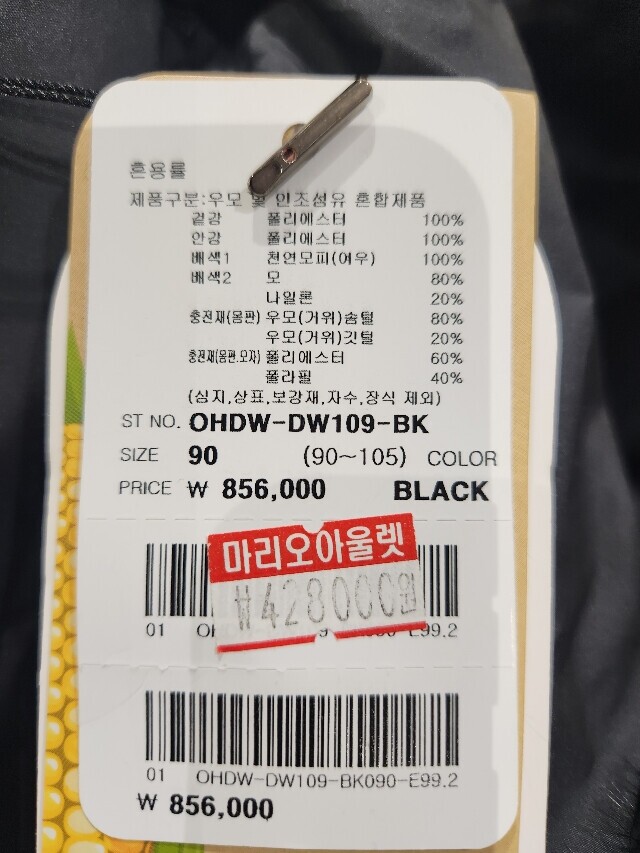 혼용률
제품구분:우모 및 인조섬유 혼합제품
겉감 폴리에스터 100%
안감 폴리에스터 100%
배색1 천연모피(여우) 100%
배색2 모 80%
나일론 20%
충전재(몸판) 우모(거위)솜털 80%
우모(거위)깃털 20%
충전재(몸판,모자) 폴리에스터 60%
폴라필 40%
(심지,상표,보강재,자수,장식 제외)
ST NO. OHDW-DW109-BK
SIZE 90 (90~105) COLOR
PRICE ₩ 856,000 BLACK
마리오아울렛
₩428000원
01 E99.2
01 OHDW-DW109-BK090-E99.2
₩ 856,000